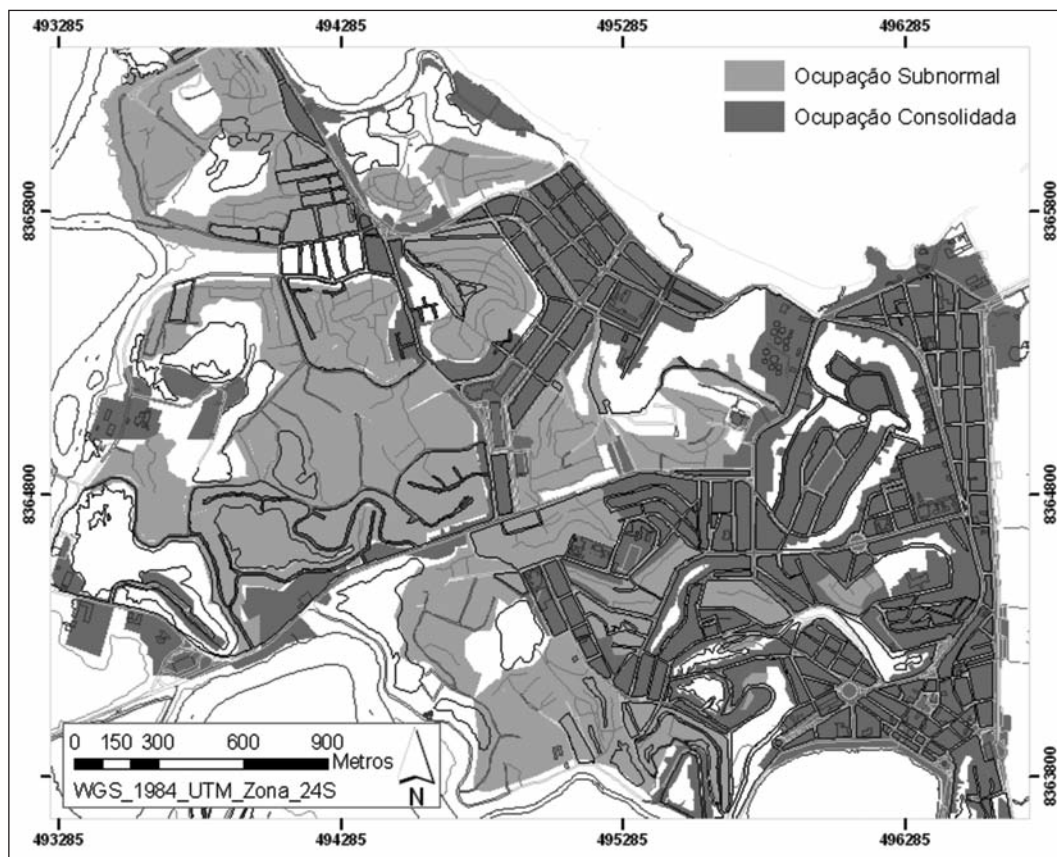 493285 494285 495285 496285
Ocupação Subnormal
Ocupação Consolidada
8365800 8365800
8364800 8364800
0 150 300 600 900
Metros
N
WGS_1984_UTM_Zona_24S
8363800
493285 494285 495285 496285